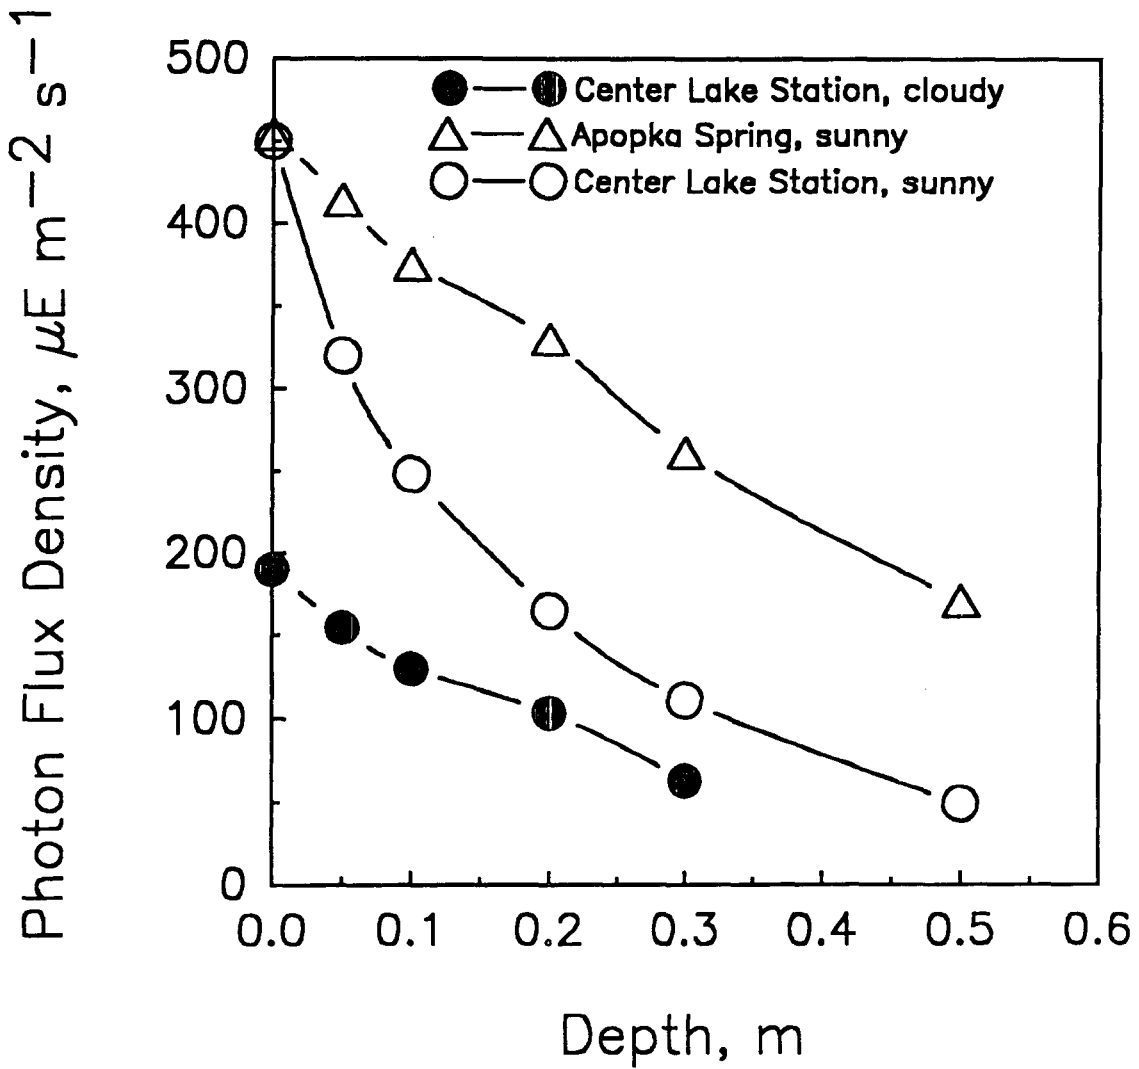 Photon Flux Density, μE m−2 s−1
500
400
300
200
100
0
Center Lake Station, cloudy
Apopka Spring, sunny
Center Lake Station, sunny
0.0 0.1 0.2 0.3 0.4 0.5 0.6
Depth, m